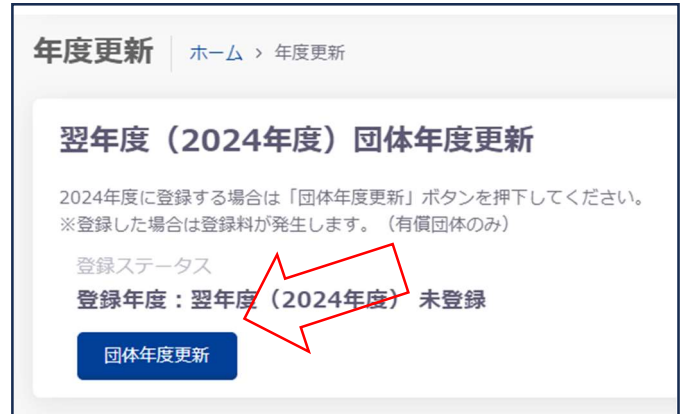 年度更新 ホーム > 年度更新
翌年度（2024年度）団体年度更新
2024年度に登録する場合は「団体年度更新」ボタンを押下してください。
※登録した場合は登録料が発生します。（有償団体のみ）
登録ステータス
登録年度：翌年度（2024年度） 未登録
団体年度更新